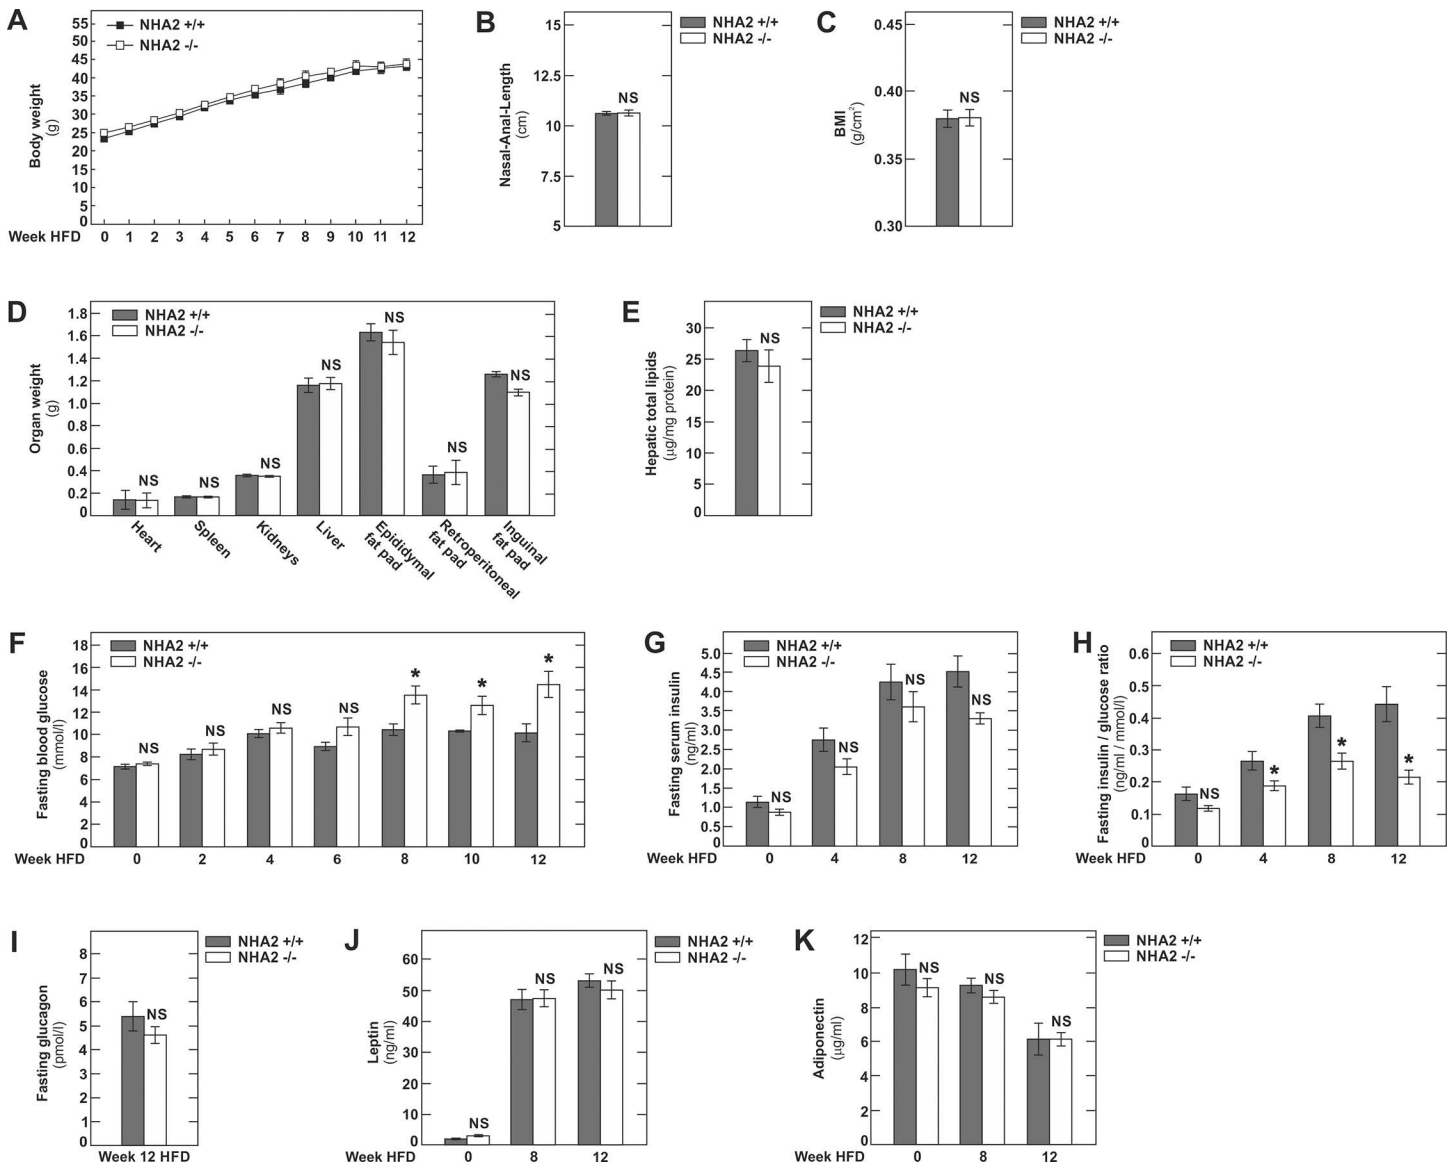 A
NHA2 +/+
NHA2 -/-
Body weight
(g)
55
50
45
40
35
30
25
20
15
10
5
0
Week HFD 0 1 2 3 4 5 6 7 8 9 10 11 12
B
NHA2 +/+
NHA2 -/-
Nasal-Anal-Length
(cm)
15
12.5
10
7.5
5
NS
C
NHA2 +/+
NHA2 -/-
BMI
(g/cm²)
0.45
0.40
0.35
0.30
NS
D
NHA2 +/+
NHA2 -/-
Organ weight
(g)
1.8
1.6
1.4
1.2
1.0
0.8
0.6
0.4
0.2
0
NS NS NS NS NS NS NS
Heart
Spleen
Kidneys
Liver
Epididymal
fat pad
Retroperitoneal
fat pad
Inguinal
fat pad
E
NHA2 +/+
NHA2 -/-
Hepatic total lipids
(µg/mg protein)
30
25
20
15
10
5
0
NS
F
NHA2 +/+
NHA2 -/-
Fasting blood glucose
(mmol/l)
18
16
14
12
10
8
6
4
2
0
NS NS NS NS * * *
Week HFD 0 2 4 6 8 10 12
G
NHA2 +/+
NHA2 -/-
Fasting serum insulin
(ng/ml)
5.0
4.5
4.0
3.5
3.0
2.5
2.0
1.5
1.0
0.5
NS NS NS NS
Week HFD 0 4 8 12
H
NHA2 +/+
NHA2 -/-
Fasting insulin / glucose ratio
(ng/ml / mmol/l)
0.6
0.5
0.4
0.3
0.2
0.1
0
NS * * *
Week HFD 0 4 8 12
I
NHA2 +/+
NHA2 -/-
Fasting glucagon
(pmol/l)
8
7
6
5
4
3
2
1
0
NS
Week 12 HFD
J
NHA2 +/+
NHA2 -/-
Leptin
(ng/ml)
60
50
40
30
20
10
0
NS NS NS
Week HFD 0 8 12
K
NHA2 +/+
NHA2 -/-
Adiponectin
(µg/ml)
12
10
8
6
4
2
0
NS NS NS
Week HFD 0 8 12